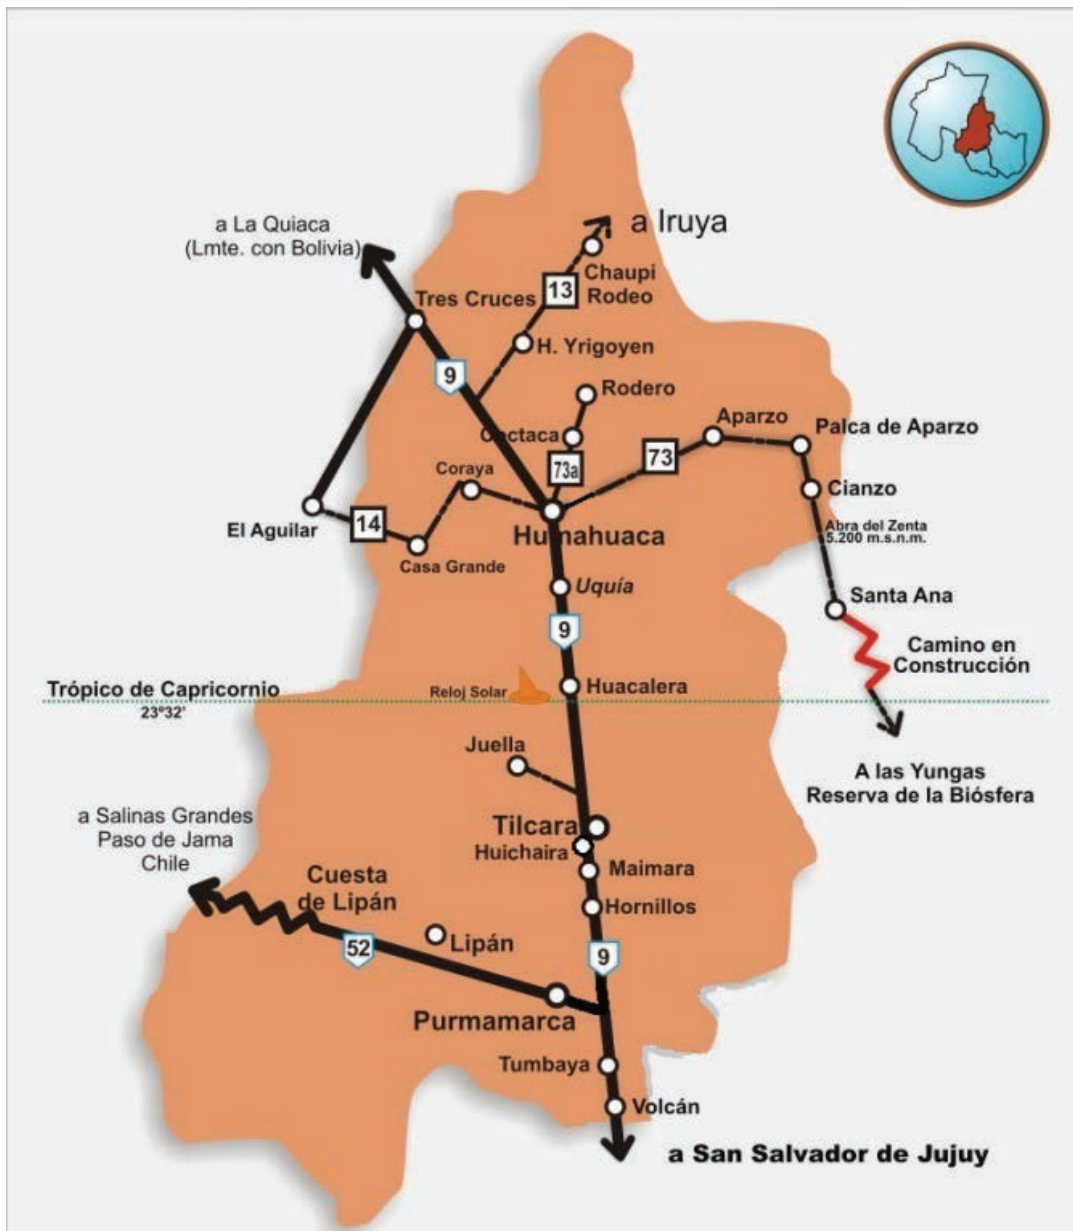 a La Quiaca
(Lmte. con Bolivia)
a Iruya
Chaupi
Rodeo
13
Tres Cruces
H. Yrigoyen
9
Rodero
Aparzo
Palca de Aparzo
Coctaca
73
73a
Coraya
Cianzo
El Aguilar
14
Humahuaca
Abra del Zenta
5.200 m.s.n.m.
Casa Grande
Uquía
Santa Ana
9
Camino en
Construcción
Trópico de Capricornio
23º32'
Reloj Solar
Huacalera
Juella
A las Yungas
Reserva de la Biósfera
a Salinas Grandes
Paso de Jama
Chile
Tilcara
Huichaira
Maimara
Cuesta
de Lipán
Hornillos
52
Lipán
9
Purmamarca
Tumbaya
Volcán
a San Salvador de Jujuy